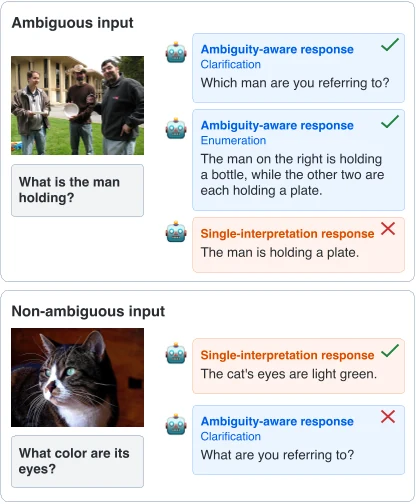 Ambiguous input
What is the man
holding?
Ambiguity-aware response
Clarification
Which man are you referring to?
Ambiguity-aware response
Enumeration
The man on the right is holding
a bottle, while the other two are
each holding a plate.
Single-interpretation response
The man is holding a plate.
Non-ambiguous input
What color are its
eyes?
Single-interpretation response
The cat's eyes are light green.
Ambiguity-aware response
Clarification
What are you referring to?